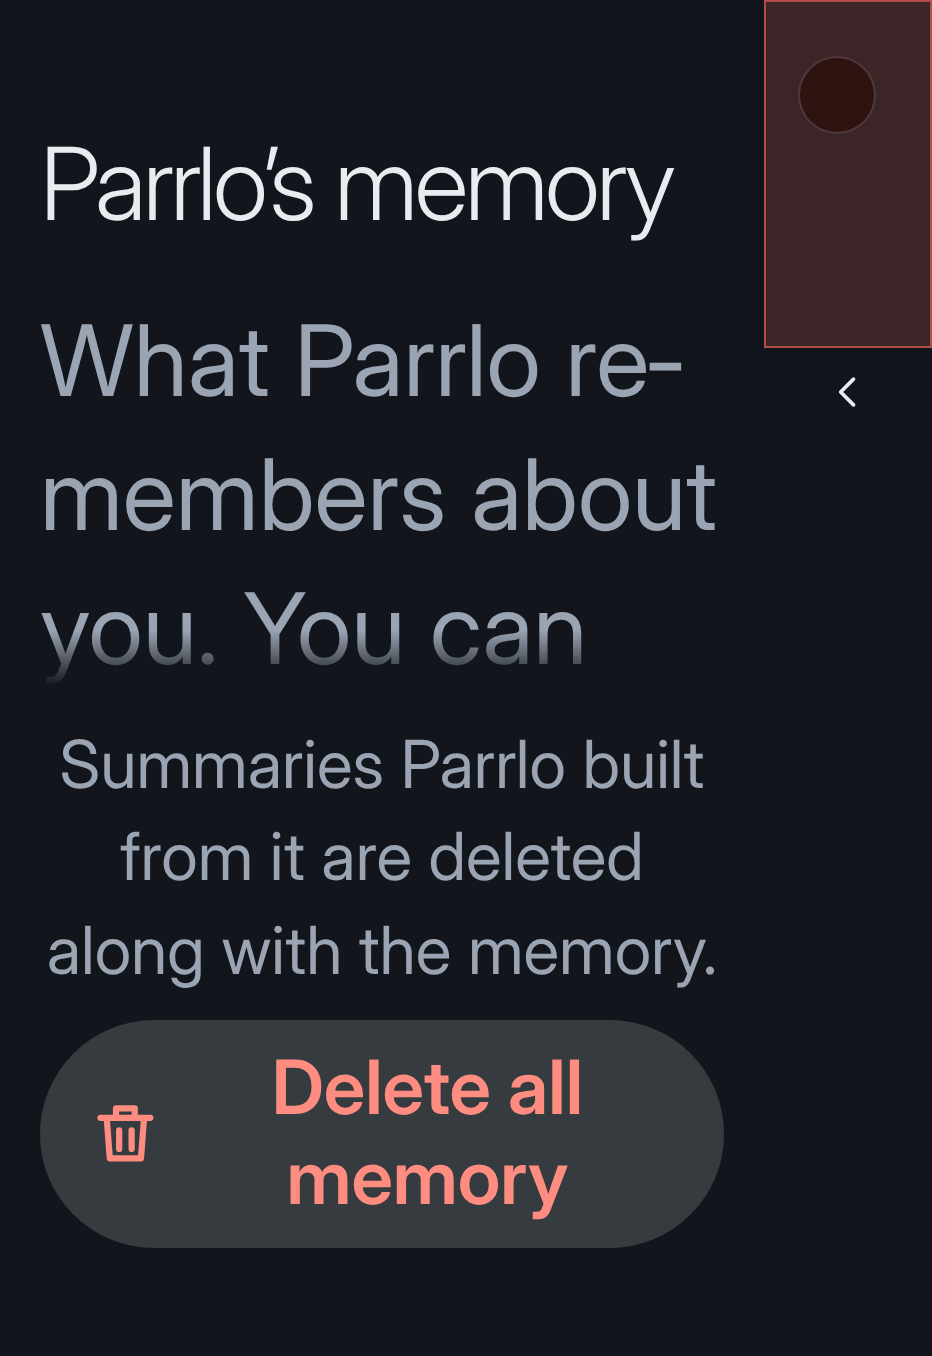 Parrlo’s memory
What Parrlo re-
members about
you. You can
Summaries Parrlo built
from it are deleted
along with the memory.
Delete all
memory